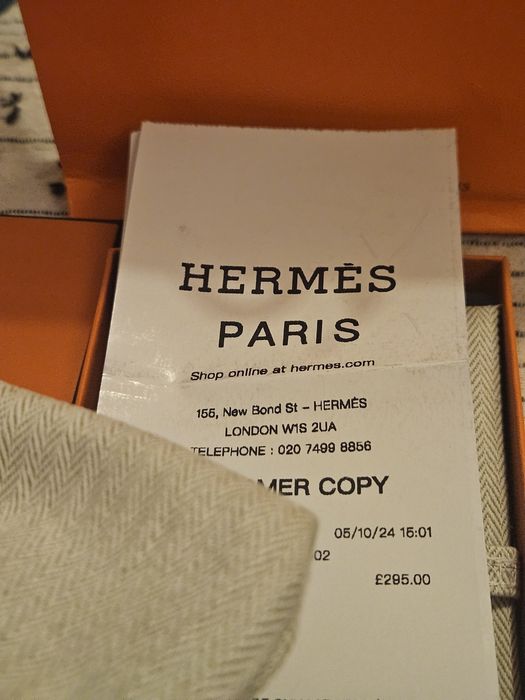 HERMÈS
PARIS
Shop online at hermes.com
155, New Bond St - HERMÈS
LONDON W1S 2UA
TELEPHONE : 020 7499 8856
MER COPY
05/10/24 15:01
02
£295.00